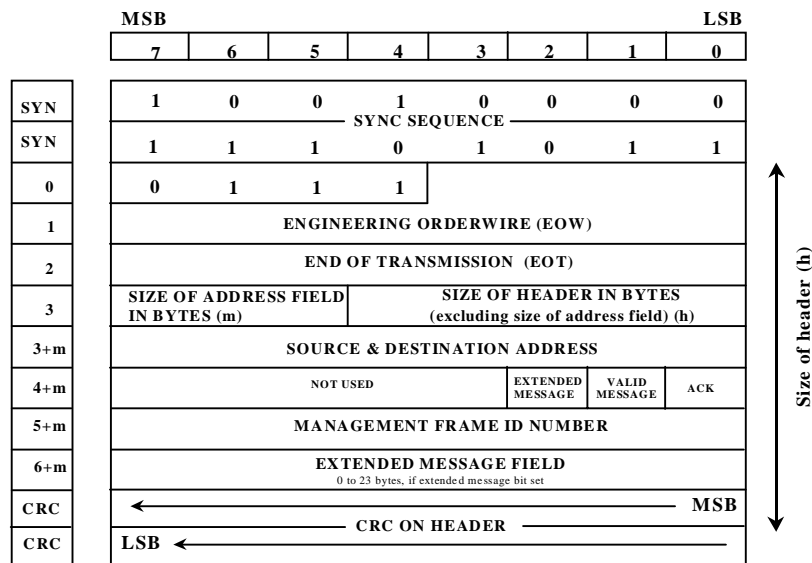 MSB LSB
7 6 5 4 3 2 1 0
SYN 1 0 0 1 0 0 0 0
SYNC SEQUENCE
SYN 1 1 1 0 1 0 1 1
0 0 1 1 1
1 ENGINEERING ORDERWIRE (EOW)
2 END OF TRANSMISSION (EOT)
3 SIZE OF ADDRESS FIELD IN BYTES (m) SIZE OF HEADER IN BYTES (excluding size of address field) (h)
3+m SOURCE & DESTINATION ADDRESS
4+m NOT USED EXTENDED MESSAGE VALID MESSAGE ACK
5+m MANAGEMENT FRAME ID NUMBER
6+m EXTENDED MESSAGE FIELD
0 to 23 bytes, if extended message bit set
CRC MSB
CRC ON HEADER
CRC LSB
Size of header (h)